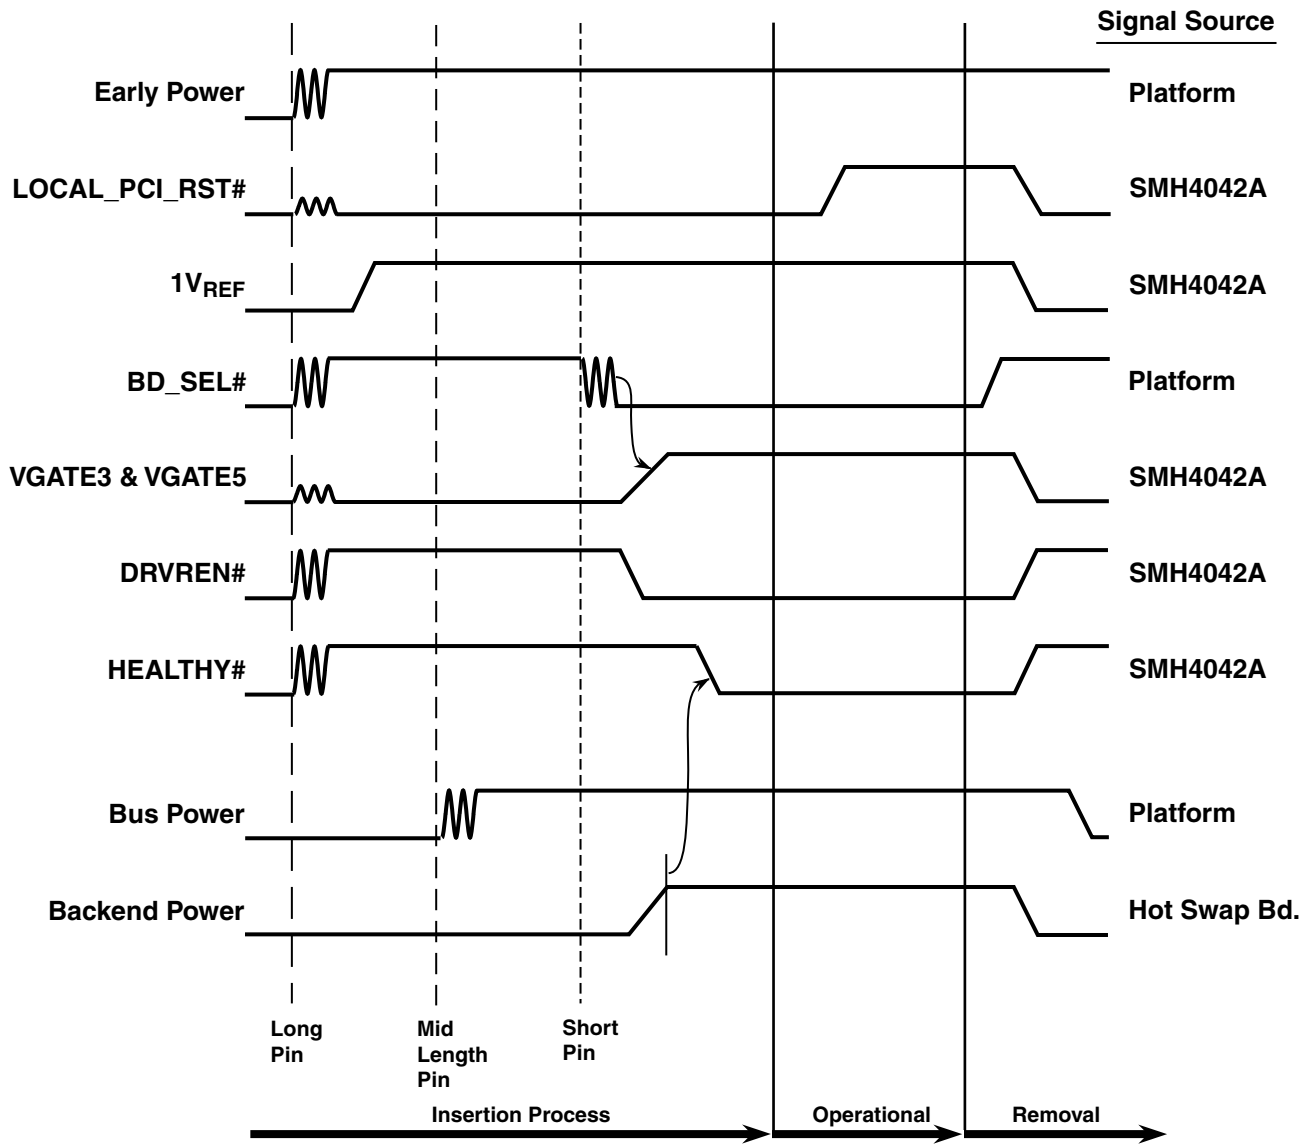 Signal Source
Early Power
Platform
LOCAL_PCI_RST#
SMH4042A
1VREF
SMH4042A
BD_SEL#
Platform
VGATE3 & VGATE5
SMH4042A
DRVREN#
SMH4042A
HEALTHY#
SMH4042A
Bus Power
Platform
Backend Power
Hot Swap Bd.
Long
Pin
Mid
Length
Pin
Short
Pin
Insertion Process
Operational
Removal